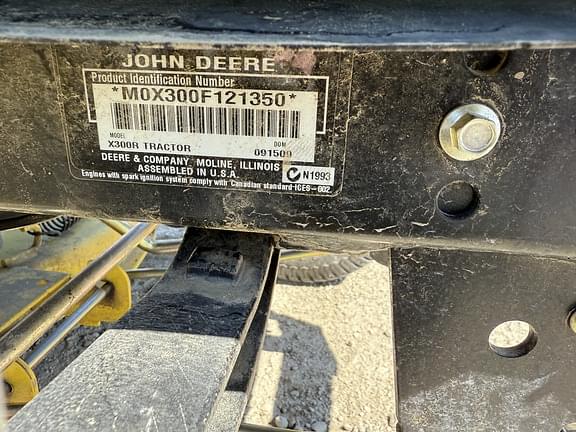 JOHN DEERE
Product Identification Number
*M0X300F121350*
MODEL DOM
X300R TRACTOR 091509
DEERE & COMPANY MOLINE, ILLINOIS
ASSEMBLED IN U.S.A. N1993
Engines with spark ignition system comply with Canadian standard ICES-002